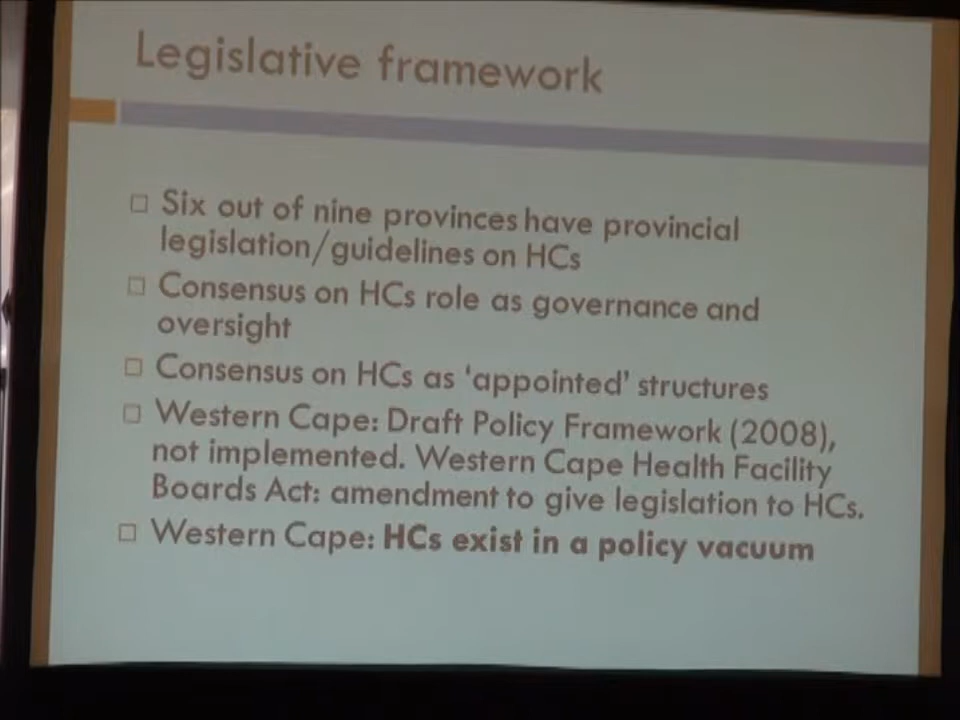 Legislative framework
Six out of nine provinces have provincial
legislation/guidelines on HCs
Consensus on HCs role as governance and
oversight
Consensus on HCs as ‘appointed’ structures
Western Cape: Draft Policy Framework (2008),
not implemented. Western Cape Health Facility
Boards Act: amendment to give legislation to HCs.
Western Cape: HCs exist in a policy vacuum